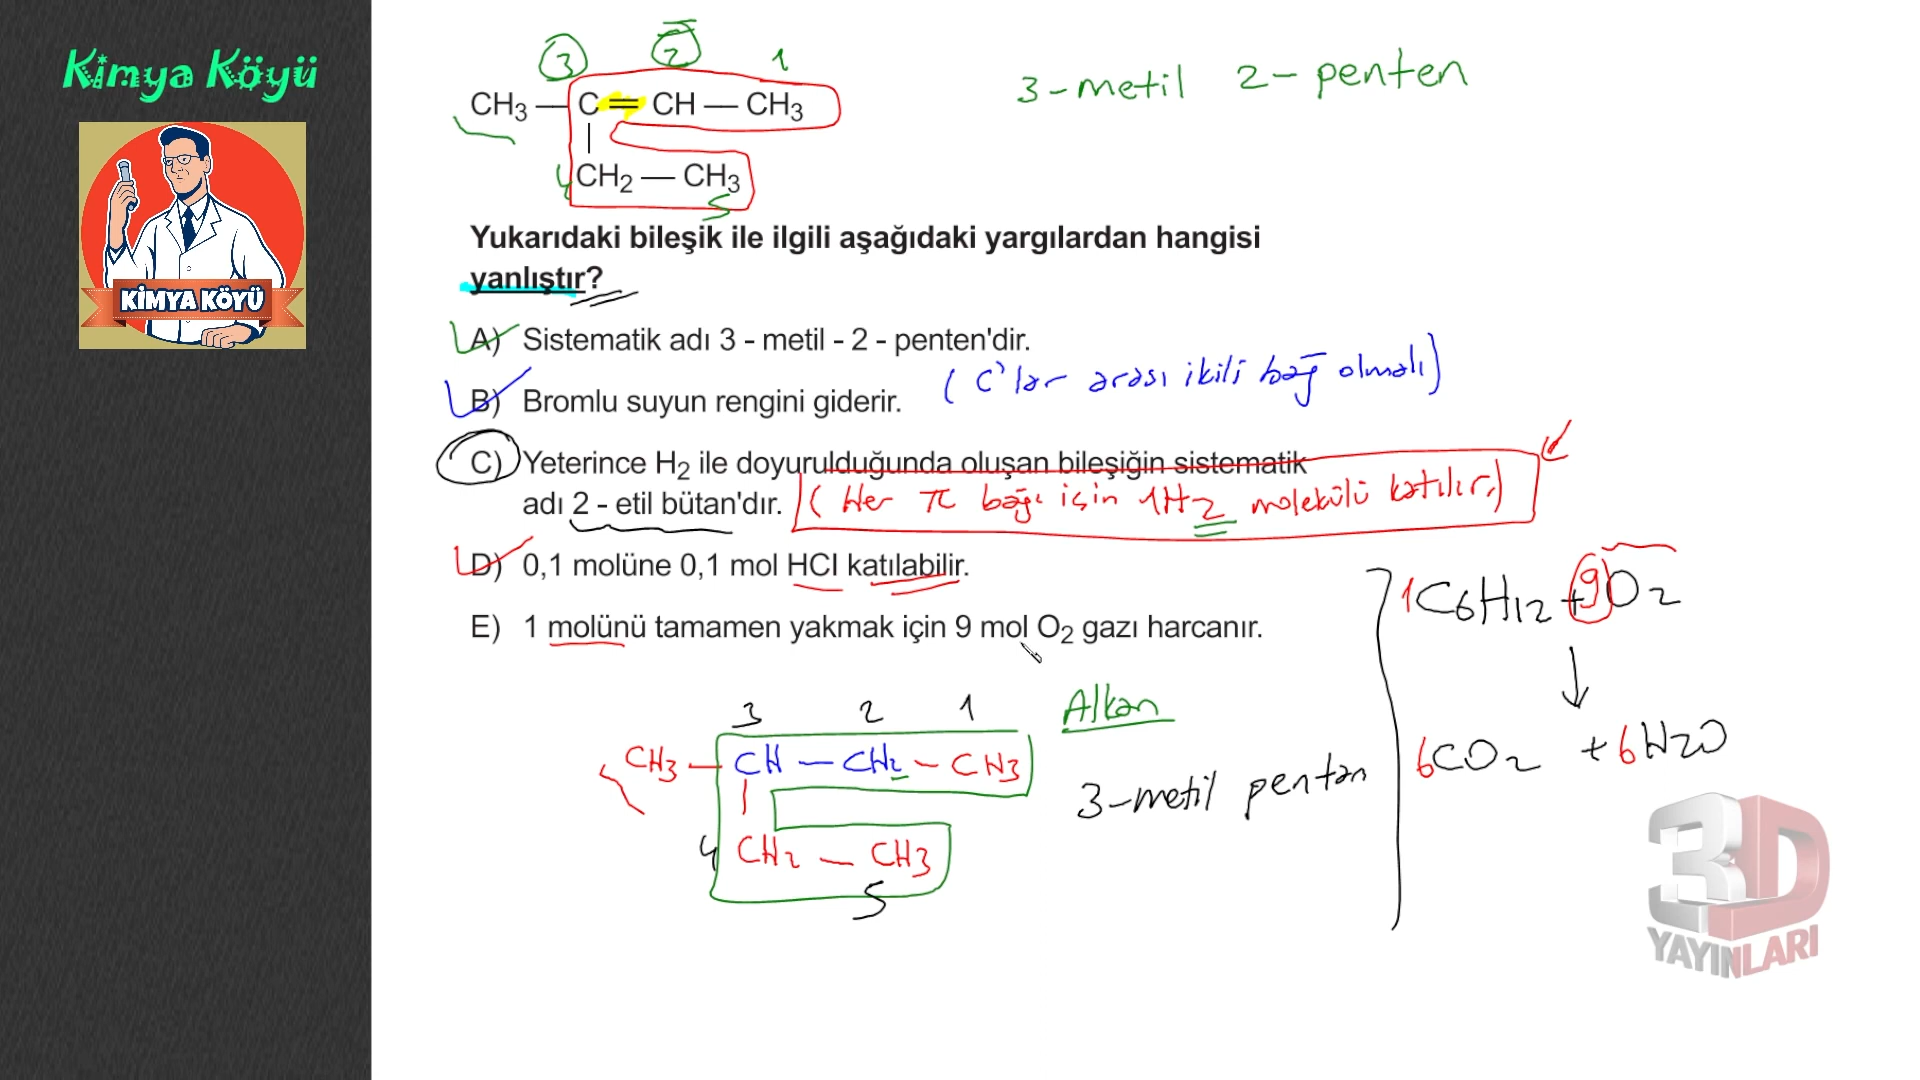 Kimya Köyü
KİMYA KÖYÜ
3 2 1
CH3 — C = CH — CH3
3-metil 2-penten
4 CH2 — CH3
5
Yukarıdaki bileşik ile ilgili aşağıdaki yargılardan hangisi
yanlıştır?
A) Sistematik adı 3 - metil - 2 - penten'dir.
B) Bromlu suyun rengini giderir. (C'lar arası ikili bağ olmalı)
C) Yeterince H2 ile doyurulduğunda oluşan bileşiğin sistematik
adı 2 - etil bütan'dır. (Her π bağı için 1H2 molekülü katılır.)
D) 0,1 molüne 0,1 mol HCl katılabilir.
E) 1 molünü tamamen yakmak için 9 mol O2 gazı harcanır.
1C6H12 + 9O2
↓
6CO2 + 6H2O
3 2 1 Alkan
CH3 — CH — CH2 — CH3
3-metil pentan
4 CH2 — CH3
5
3D
YAYINLARI